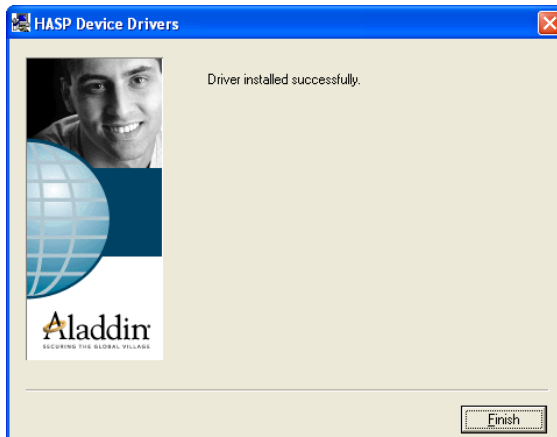 HASP Device Drivers
Driver installed successfully.
Aladdin
SECURING THE GLOBAL VILLAGE
Finish